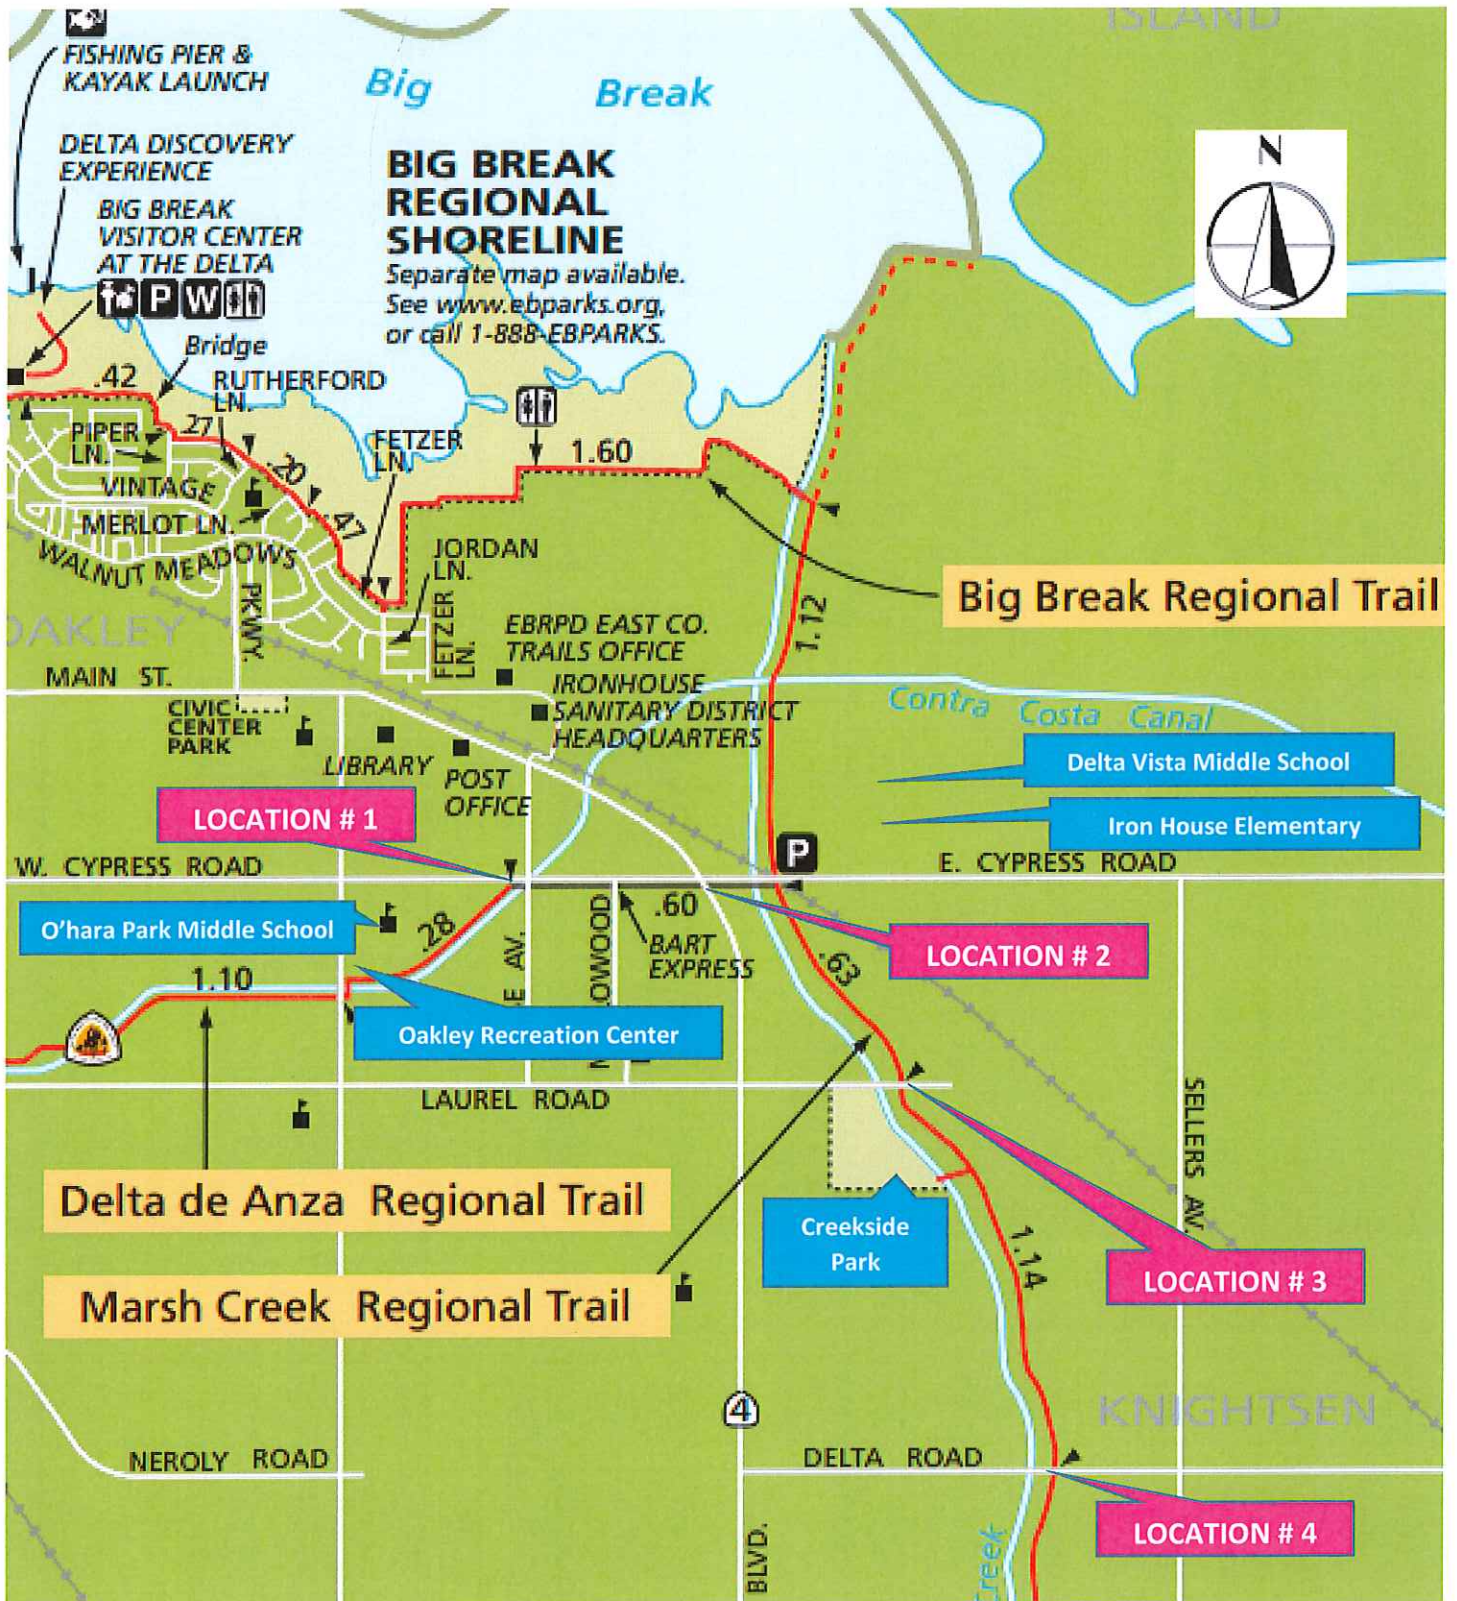 ISLAND
FISHING PIER &
KAYAK LAUNCH
Big Break
DELTA DISCOVERY
EXPERIENCE
BIG BREAK
REGIONAL
SHORELINE
Separate map available.
See www.ebparks.org,
or call 1-888-EBPARKS.
N
BIG BREAK
VISITOR CENTER
AT THE DELTA
P W
Bridge
.42
RUTHERFORD
LN.
PIPER
LN.
.27
.20
.47
FETZER
LN.
1.60
VINTAGE
MERLOT LN.
WALNUT MEADOWS
PKWY.
JORDAN
LN.
FETZER
LN.
Big Break Regional Trail
1.12
OAKLEY
EBRPD EAST CO.
TRAILS OFFICE
MAIN ST.
IRONHOUSE
SANITARY DISTRICT
HEADQUARTERS
Contra Costa Canal
CIVIC
CENTER
PARK
LIBRARY
POST
OFFICE
Delta Vista Middle School
Iron House Elementary
LOCATION # 1
P
W. CYPRESS ROAD
E. CYPRESS ROAD
O'hara Park Middle School
.28
.60
BART
EXPRESS
LOCATION # 2
.63
1.10
E AV.
OWOOD
Oakley Recreation Center
LAUREL ROAD
SELLERS AV.
Delta de Anza Regional Trail
Creekside
Park
1.14
LOCATION # 3
Marsh Creek Regional Trail
4
KNIGHTSEN
NEROLY ROAD
DELTA ROAD
LOCATION # 4
BLVD.
Creek